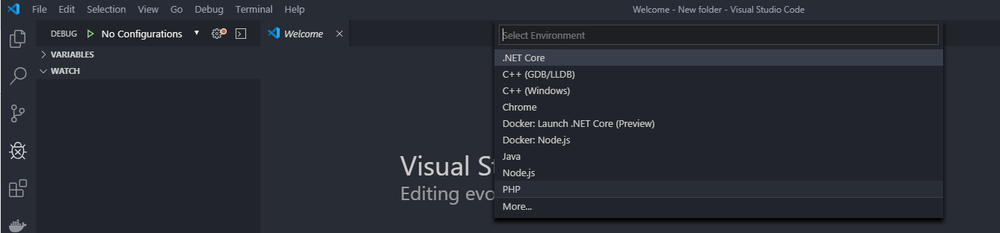 File Edit Selection View Go Debug Terminal Help Welcome - New folder - Visual Studio Code
DEBUG No Configurations Welcome
VARIABLES
WATCH
Select Environment
.NET Core
C++ (GDB/LLDB)
C++ (Windows)
Chrome
Docker: Launch .NET Core (Preview)
Docker: Node.js
Java
Node.js
PHP
More...
Visual St
Editing evo